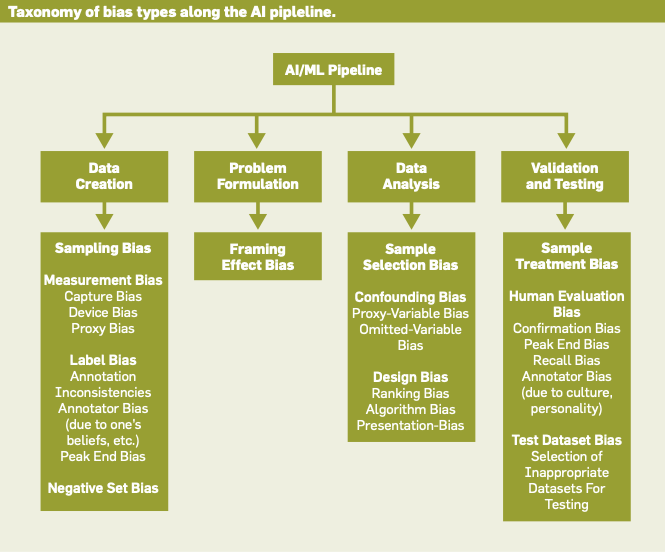 Taxonomy of bias types along the AI pipleline.
AI/ML Pipeline
Data
Creation
Sampling Bias
Measurement Bias
Capture Bias
Device Bias
Proxy Bias
Label Bias
Annotation
Inconsistencies
Annotator Bias
(due to one's
beliefs, etc.)
Peak End Bias
Negative Set Bias
Problem
Formulation
Framing
Effect Bias
Data
Analysis
Sample
Selection Bias
Confounding Bias
Proxy-Variable Bias
Omitted-Variable
Bias
Design Bias
Ranking Bias
Algorithm Bias
Presentation-Bias
Validation
and Testing
Sample
Treatment Bias
Human Evaluation
Bias
Confirmation Bias
Peak End Bias
Recall Bias
Annotator Bias
(due to culture,
personality)
Test Dataset Bias
Selection of
Inappropriate
Datasets For
Testing